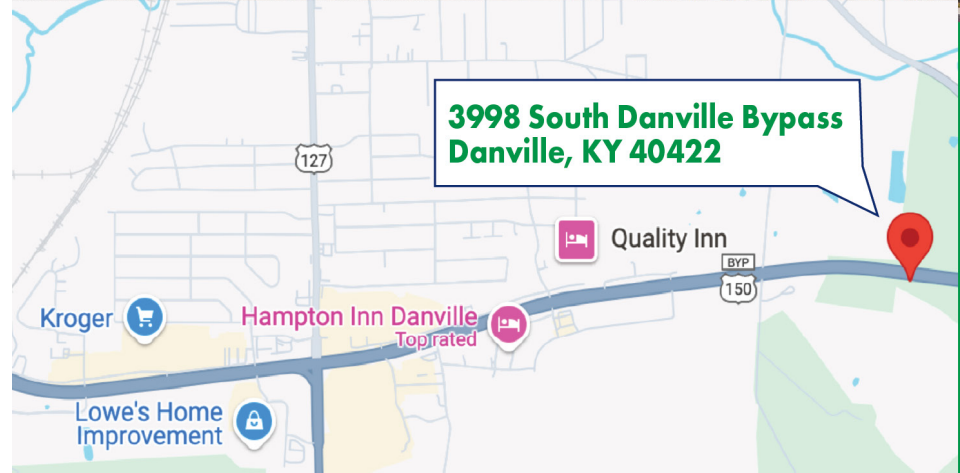 3998 South Danville Bypass
Danville, KY 40422
127
Quality Inn
BYP
150
Kroger
Hampton Inn Danville
Top rated
Lowe's Home
Improvement